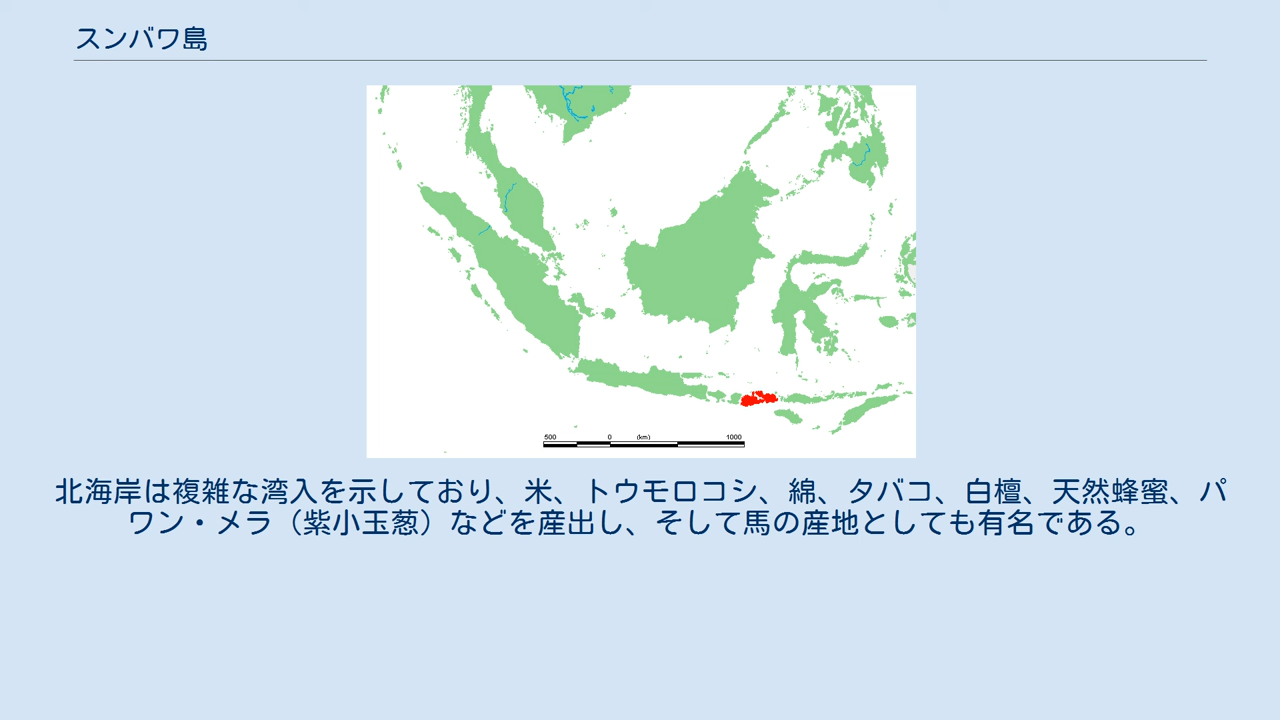 スンバワ島
500 0 (km) 1000
北海岸は複雑な湾入を示しており、米、トウモロコシ、綿、タバコ、白檀、天然蜂蜜、パ
ワン・メラ（紫小玉葱）などを産出し、そして馬の産地としても有名である。